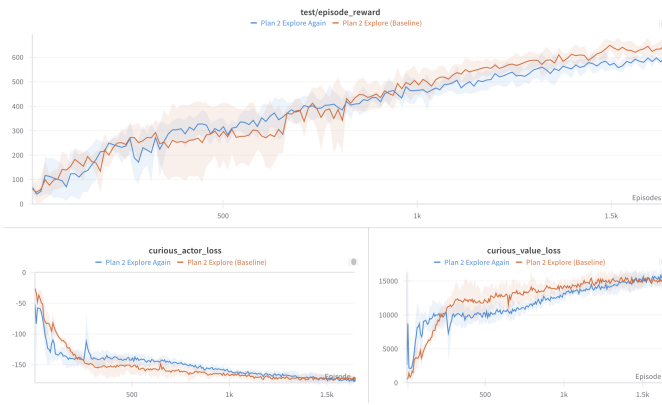 test/episode_reward
Plan 2 Explore Again Plan 2 Explore (Baseline)
600
500
400
300
200
100
0
Episodes
500 1k 1.5k
curious_actor_loss
Plan 2 Explore Again Plan 2 Explore (Baseline)
0
-50
-100
-150
Episode
500 1k 1.5k
curious_value_loss
Plan 2 Explore Again Plan 2 Explore (Baseline)
15000
10000
5000
0
Episode
500 1k 1.5k